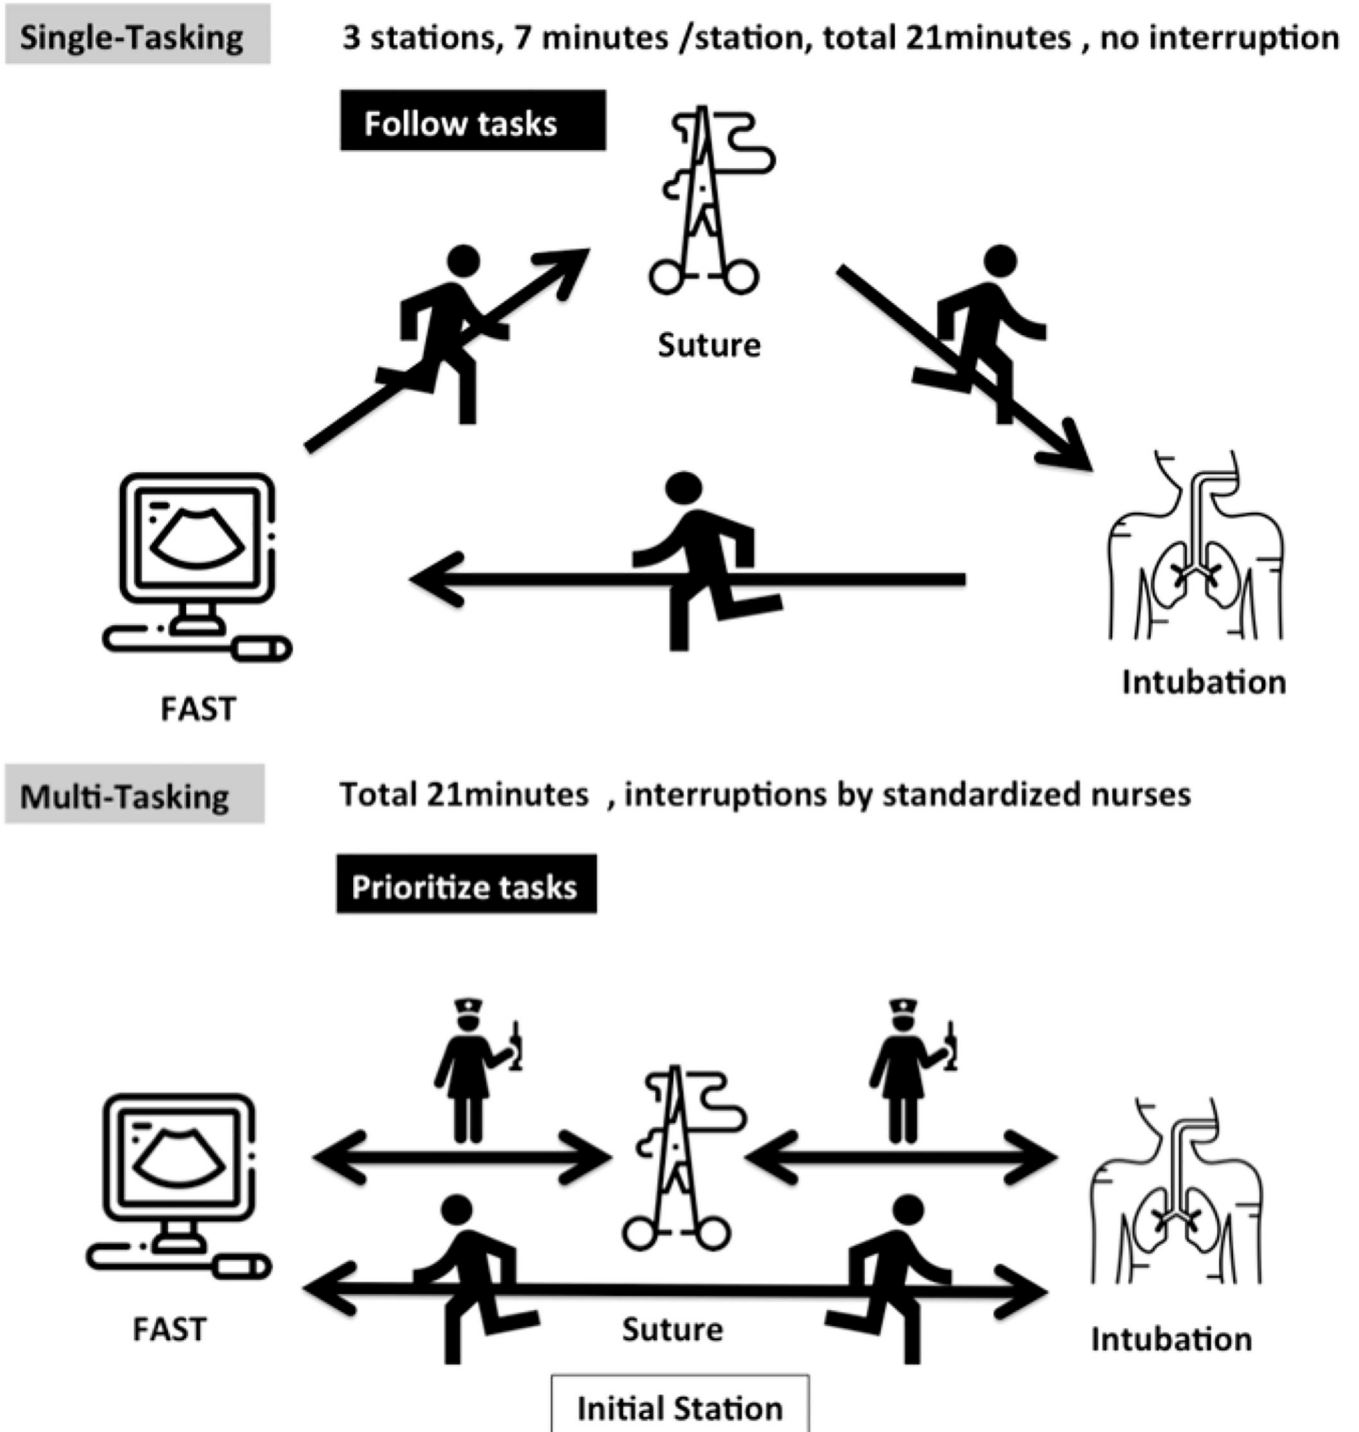 Single-Tasking
3 stations, 7 minutes /station, total 21minutes , no interruption
Follow tasks
Suture
Intubation
FAST
Multi-Tasking
Total 21minutes , interruptions by standardized nurses
Prioritize tasks
FAST
Suture
Intubation
Initial Station